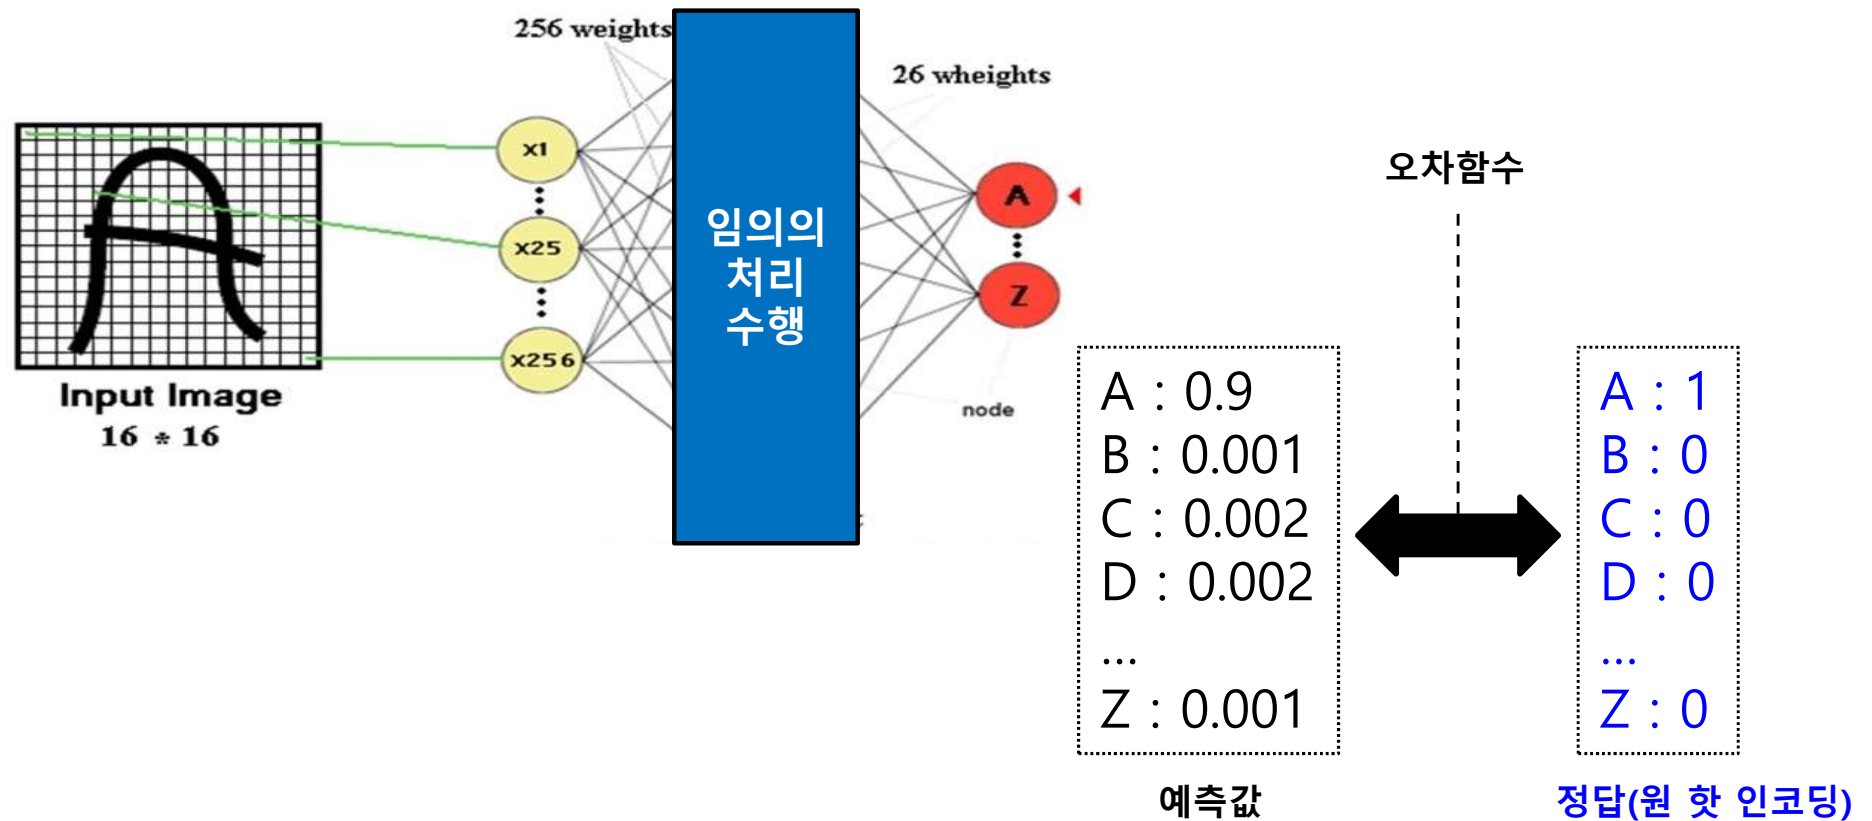 256 weights
26 wheights
x1
x25
x256
Input Image
16 * 16
임의의
처리
수행
A
Z
node
오차함수
A : 0.9
B : 0.001
C : 0.002
D : 0.002
...
Z : 0.001
예측값
A : 1
B : 0
C : 0
D : 0
...
Z : 0
정답(원 핫 인코딩)